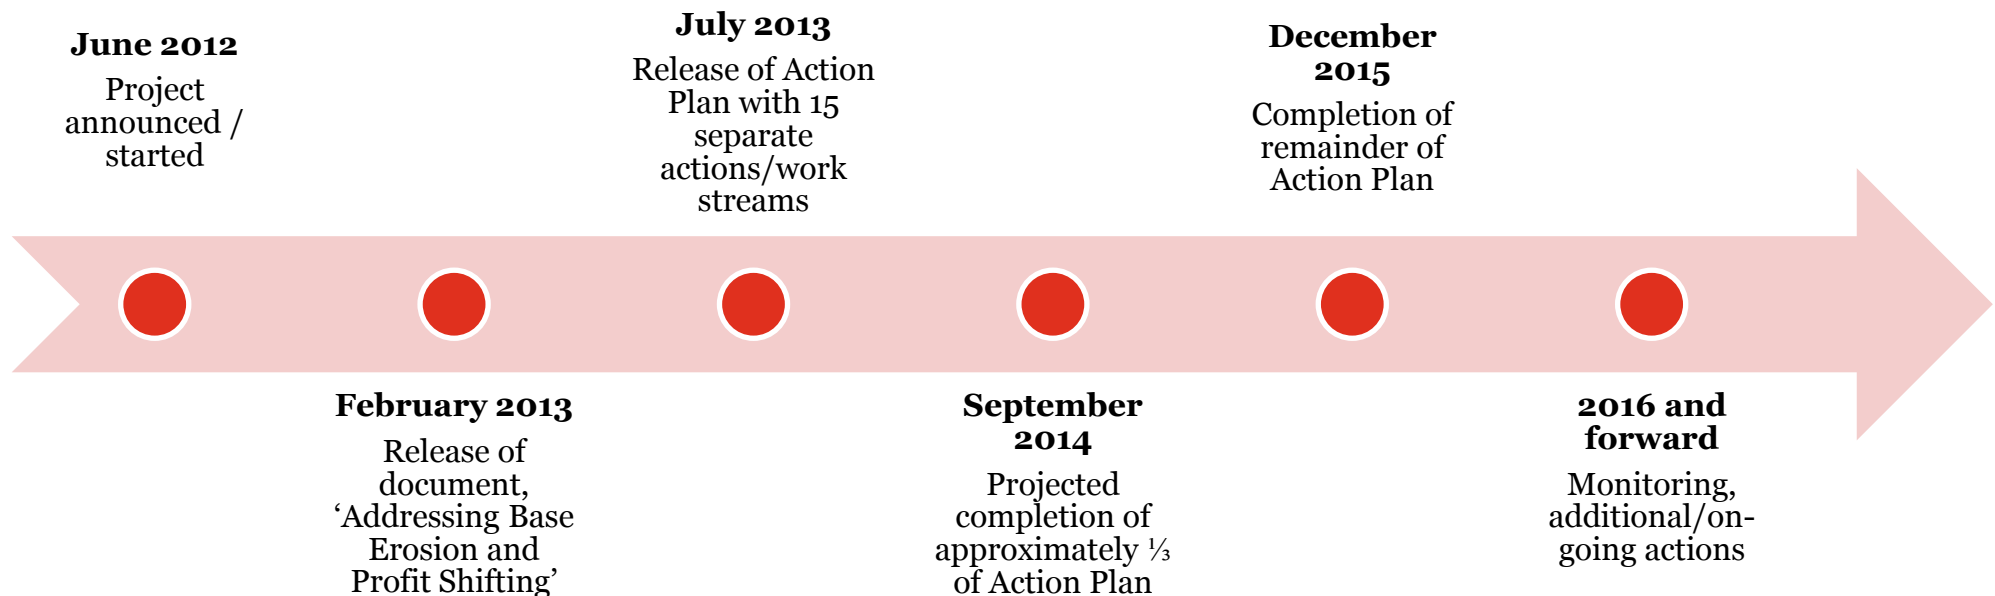 June 2012
Project
announced /
started
February 2013
Release of
document,
‘Addressing Base
Erosion and
Profit Shifting’
July 2013
Release of Action
Plan with 15
separate
actions/work
streams
September
2014
Projected
completion of
approximately ⅓
of Action Plan
December
2015
Completion of
remainder of
Action Plan
2016 and
forward
Monitoring,
additional/on-
going actions